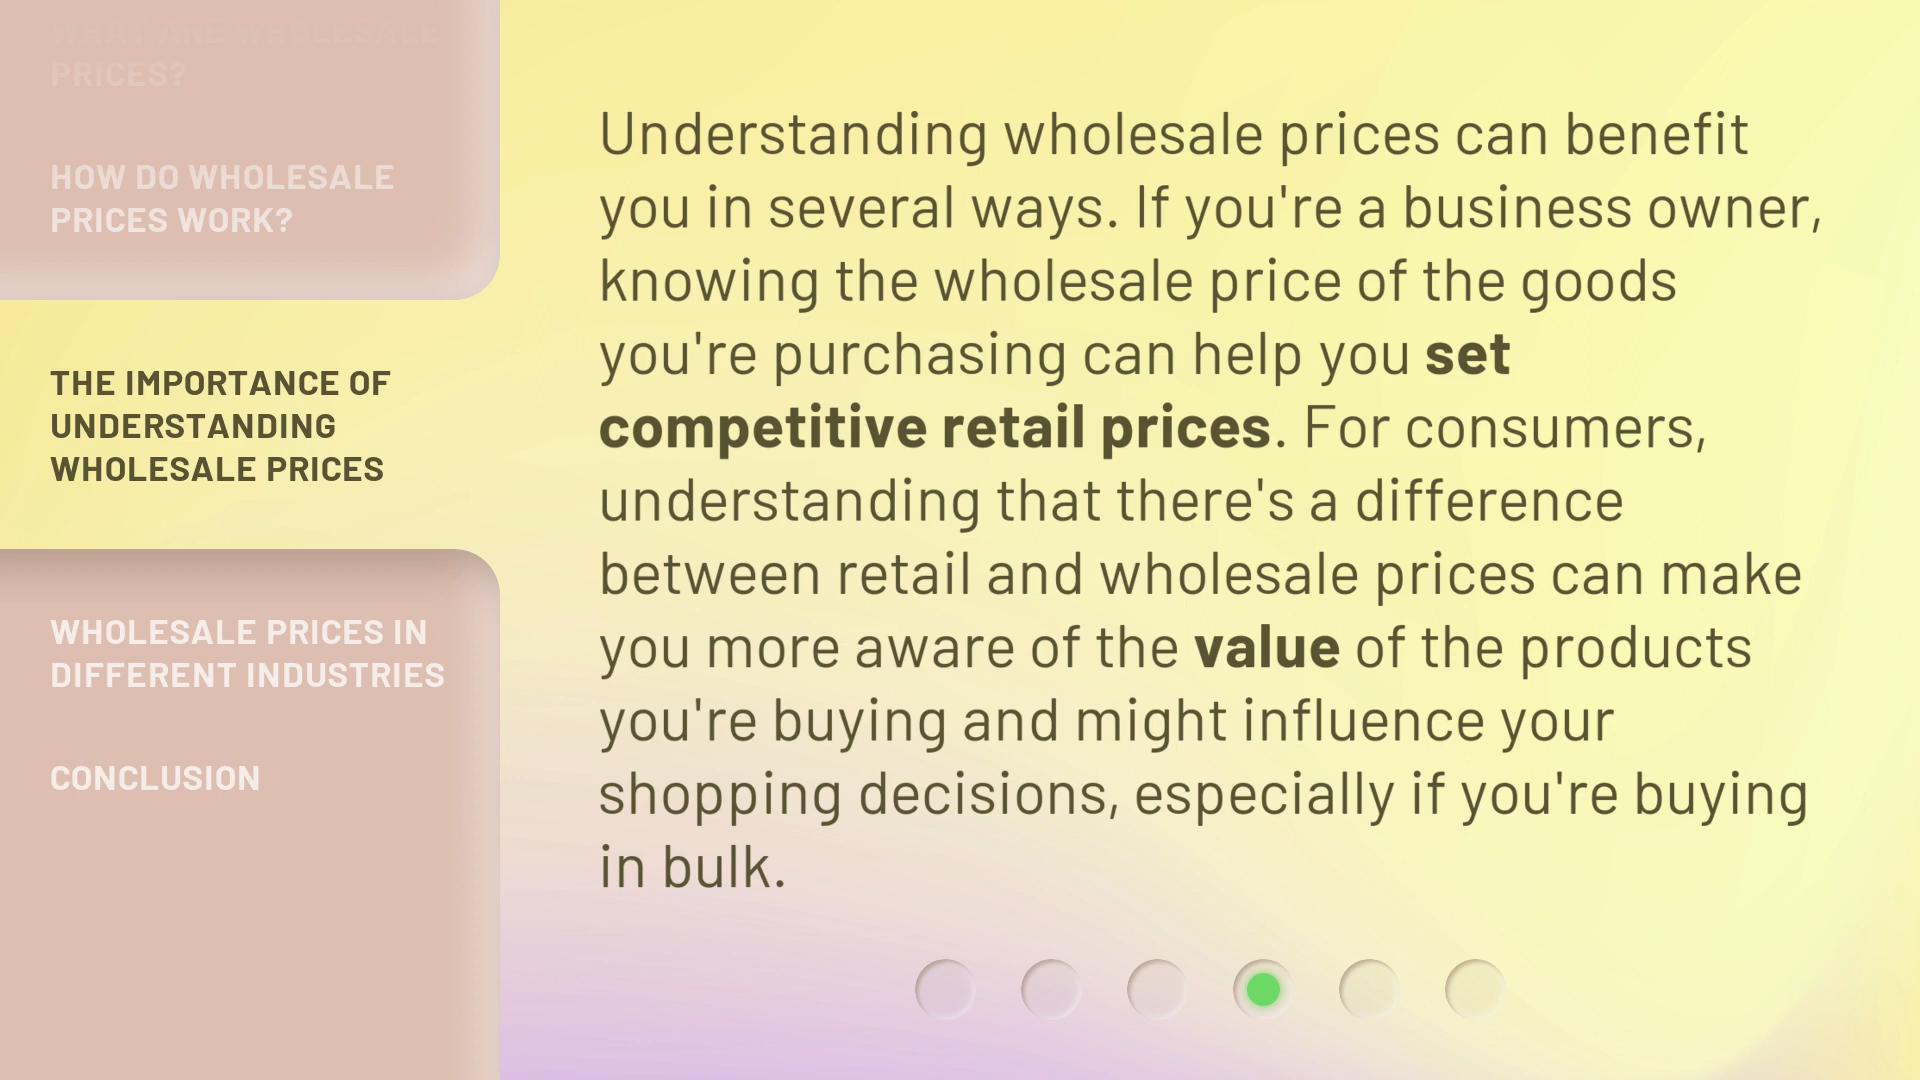 WHAT ARE WHOLESALE
PRICES?
HOW DO WHOLESALE
PRICES WORK?
THE IMPORTANCE OF
UNDERSTANDING
WHOLESALE PRICES
WHOLESALE PRICES IN
DIFFERENT INDUSTRIES
CONCLUSION
Understanding wholesale prices can benefit
you in several ways. If you're a business owner,
knowing the wholesale price of the goods
you're purchasing can help you set
competitive retail prices. For consumers,
understanding that there's a difference
between retail and wholesale prices can make
you more aware of the value of the products
you're buying and might influence your
shopping decisions, especially if you're buying
in bulk.